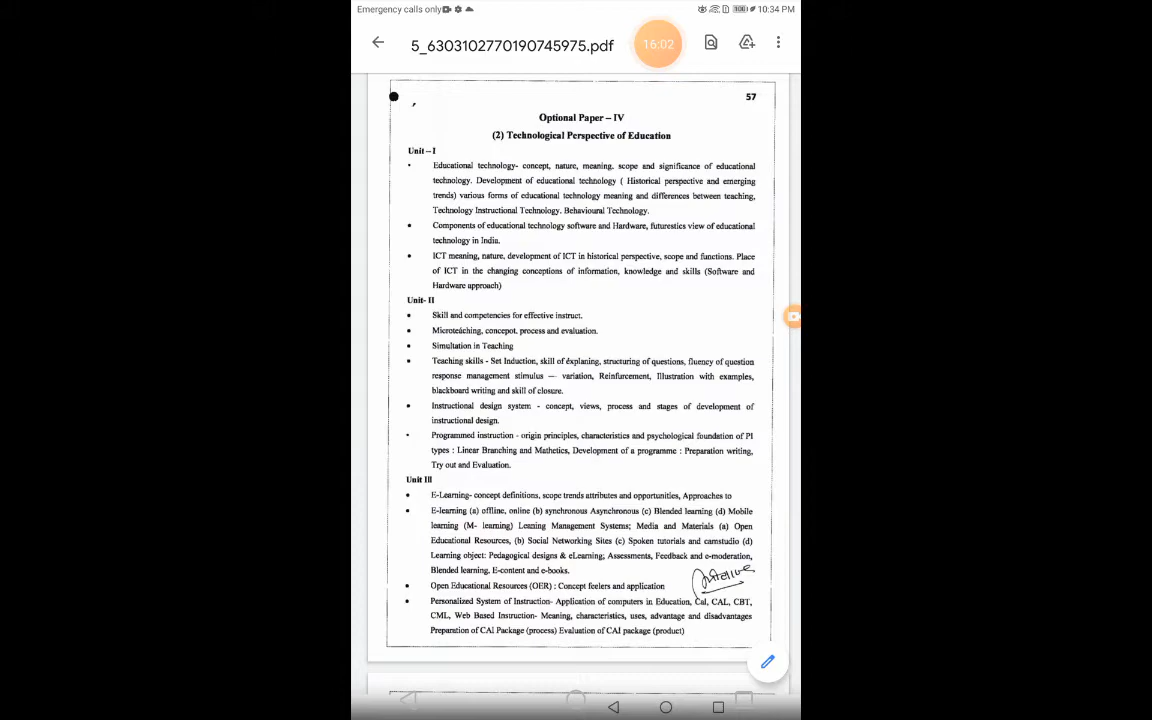 Emergency calls only 10:34 PM
5_6303102770190745975.pdf 16:02
57
Optional Paper – IV
(2) Technological Perspective of Education
Unit – I
• Educational technology- concept, nature, meaning, scope and significance of educational
technology. Development of educational technology ( Historical perspective and emerging
trends) various forms of educational technology meaning and differences between teaching,
Technology Instructional Technology. Behavioural Technology.
• Components of educational technology software and Hardware, futurestics view of educational
technology in India.
• ICT meaning, nature, development of ICT in historical perspective, scope and functions. Place
of ICT in the changing conceptions of information, knowledge and skills (Software and
Hardware approach)
Unit- II
• Skill and competencies for effective instruct.
• Microteaching, concepot, process and evaluation.
• Simultation in Teaching
• Teaching skills - Set Induction, skill of explaning, structuring of questions, fluency of question
response management stimulus — variation, Reinfurcement, Illustration with examples,
blackboard writing and skill of closure.
• Instructional design system - concept, views, process and stages of development of
instructional design.
• Programmed instruction - origin principles, characteristics and psychological foundation of PI
types : Linear Branching and Mathetics, Development of a programme : Preparation writing,
Try out and Evaluation.
Unit III
• E-Learning- concept definitions, scope trends attributes and opportunities, Approaches to
• E-learning (a) offline, online (b) synchronous Asynchronous (c) Blended learning (d) Mobile
learning (M- learning) Leaning Management Systems; Media and Materials (a) Open
Educational Resources, (b) Social Networking Sites (c) Spoken tutorials and camstudio (d)
Learning object: Pedagogical designs & eLearning; Assessments, Feedback and e-moderation,
Blended learning, E-content and e-books.
• Open Educational Resources (OER) : Concept feelers and application
• Personalized System of Instruction- Application of computers in Education, Cal, CAL, CBT,
CML, Web Based Instruction- Meaning, characteristics, uses, advantage and disadvantages
Preparation of CAI Package (process) Evaluation of CAI package (product)